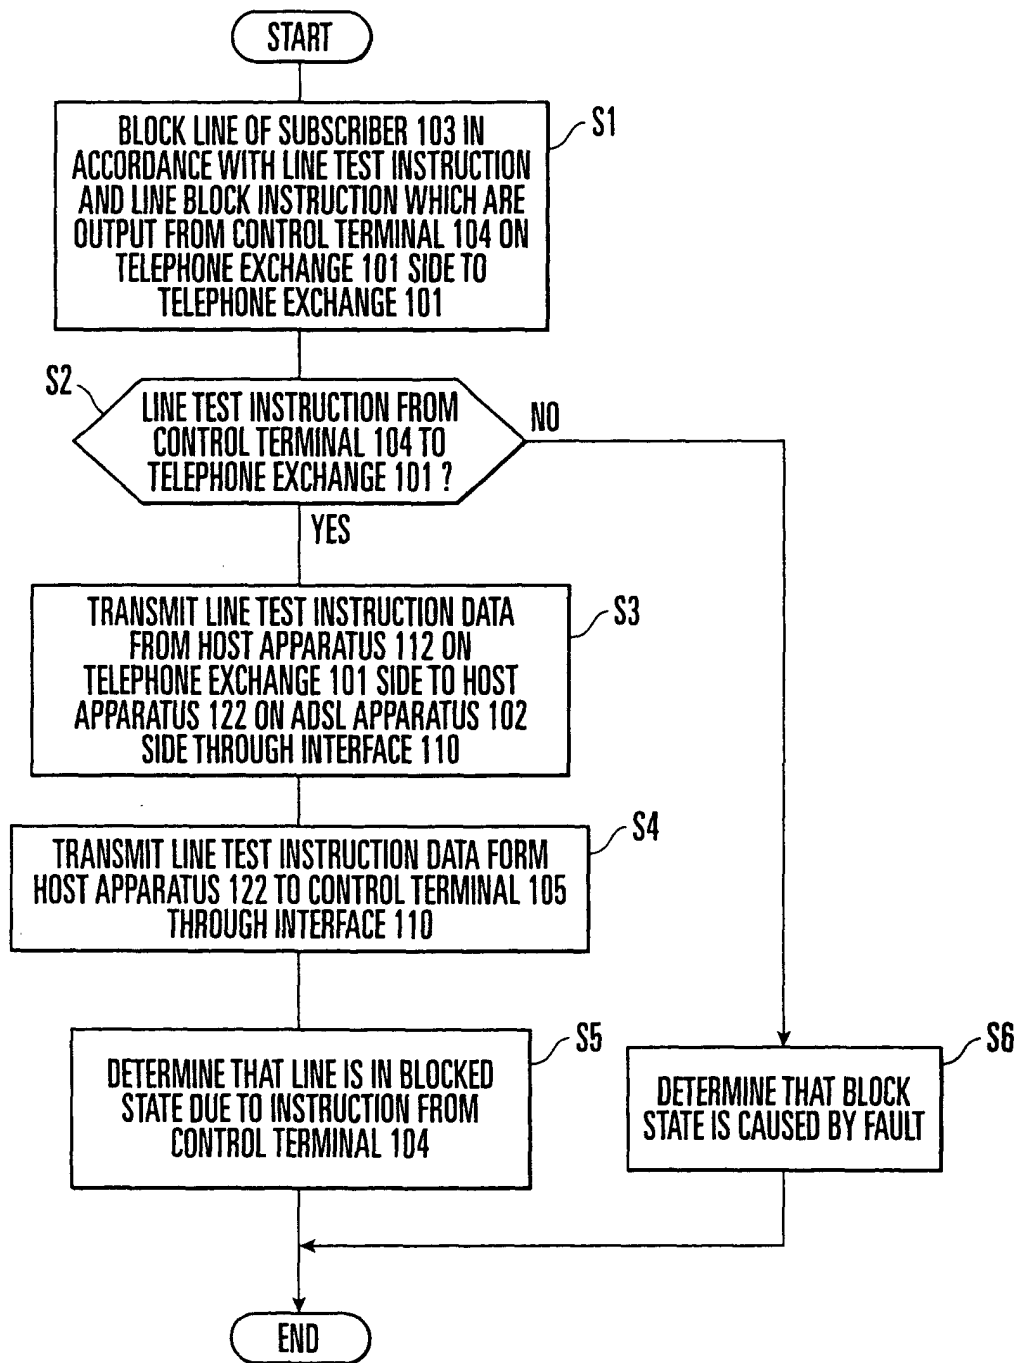 START
S1
BLOCK LINE OF SUBSCRIBER 103 IN
ACCORDANCE WITH LINE TEST INSTRUCTION
AND LINE BLOCK INSTRUCTION WHICH ARE
OUTPUT FROM CONTROL TERMINAL 104 ON
TELEPHONE EXCHANGE 101 SIDE TO
TELEPHONE EXCHANGE 101
S2
LINE TEST INSTRUCTION FROM
CONTROL TERMINAL 104 TO
TELEPHONE EXCHANGE 101 ?
NO
YES
S3
TRANSMIT LINE TEST INSTRUCTION DATA
FROM HOST APPARATUS 112 ON
TELEPHONE EXCHANGE 101 SIDE TO HOST
APPARATUS 122 ON ADSL APPARATUS 102
SIDE THROUGH INTERFACE 110
S4
TRANSMIT LINE TEST INSTRUCTION DATA FORM
HOST APPARATUS 122 TO CONTROL TERMINAL 105
THROUGH INTERFACE 110
S5
DETERMINE THAT LINE IS IN BLOCKED
STATE DUE TO INSTRUCTION FROM
CONTROL TERMINAL 104
S6
DETERMINE THAT BLOCK
STATE IS CAUSED BY FAULT
END